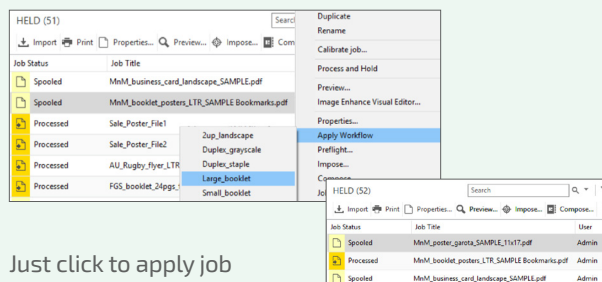 HELD (51)
Search
Import Print Properties... Preview... Impose... Com
Job Status Job Title
Spooled MnM_business_card_landscape_SAMPLE.pdf
Spooled MnM_booklet_posters_LTR_SAMPLE Bookmarks.pdf
Processed Sale_Poster_File1
Processed Sale_Poster_File2
Processed AU_Rugby_flyer_LTR
Processed FGS_booklet_24pgs_
2up_landscape
Duplex_grayscale
Duplex_staple
Large_booklet
Small_booklet
Duplicate
Rename
Calibrate job...
Process and Hold
Preview...
Image Enhance Visual Editor...
Properties...
Apply Workflow
Preflight...
Impose...
Compose
HELD (52)
Search
Import Print Properties... Preview... Impose... Compose...
Job Status Job Title User
Spooled MnM_poster_garota_SAMPLE_11x17.pdf Admin
Processed MnM_booklet_posters_LTR_SAMPLE Bookmarks.pdf Admin
Spooled MnM_business_card_landscape_SAMPLE.pdf Admin
Just click to apply job